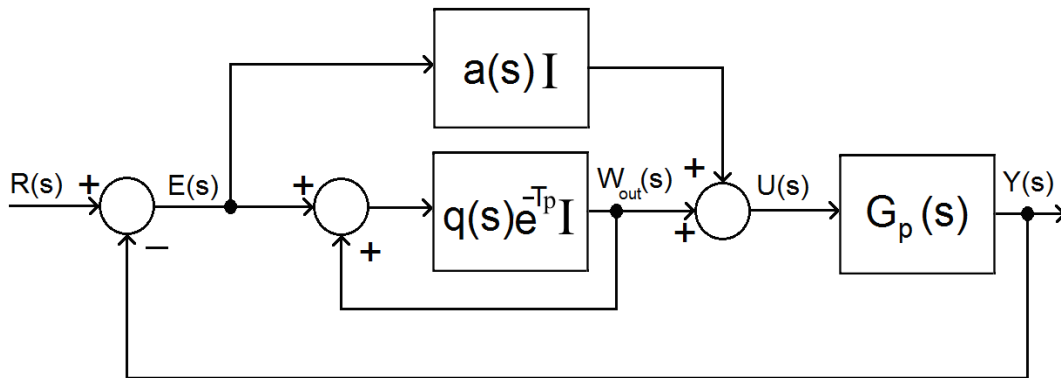 a(s) I
R(s)
+
E(s)
−
+
+
q(s)e^-Tp I
W_out(s)
+
+
U(s)
G_p(s)
Y(s)